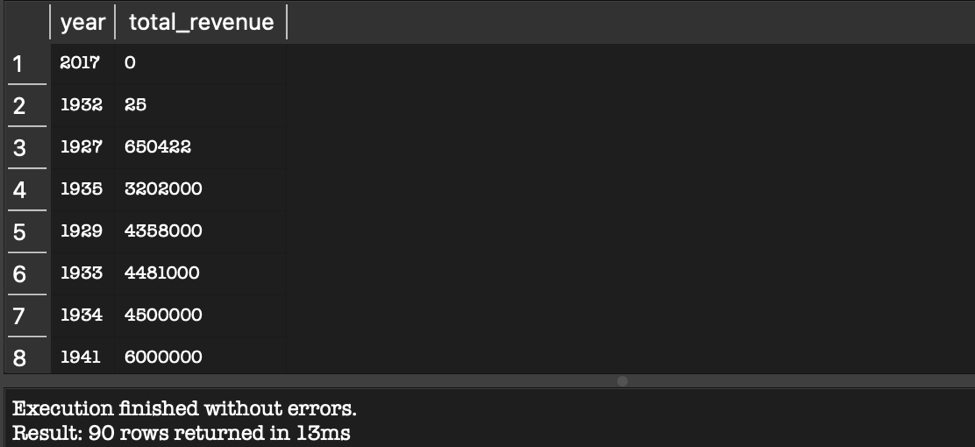 year total_revenue
1 2017 0
2 1932 25
3 1927 650422
4 1935 3202000
5 1929 4358000
6 1933 4481000
7 1934 4500000
8 1941 6000000
Execution finished without errors.
Result: 90 rows returned in 13ms